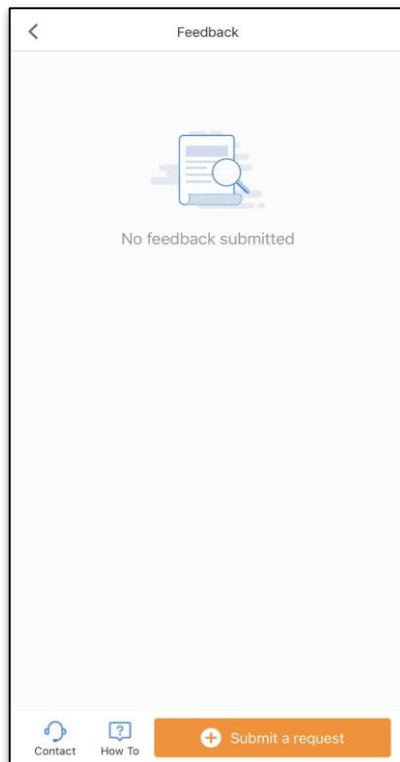 Feedback
No feedback submitted
Contact
How To
Submit a request